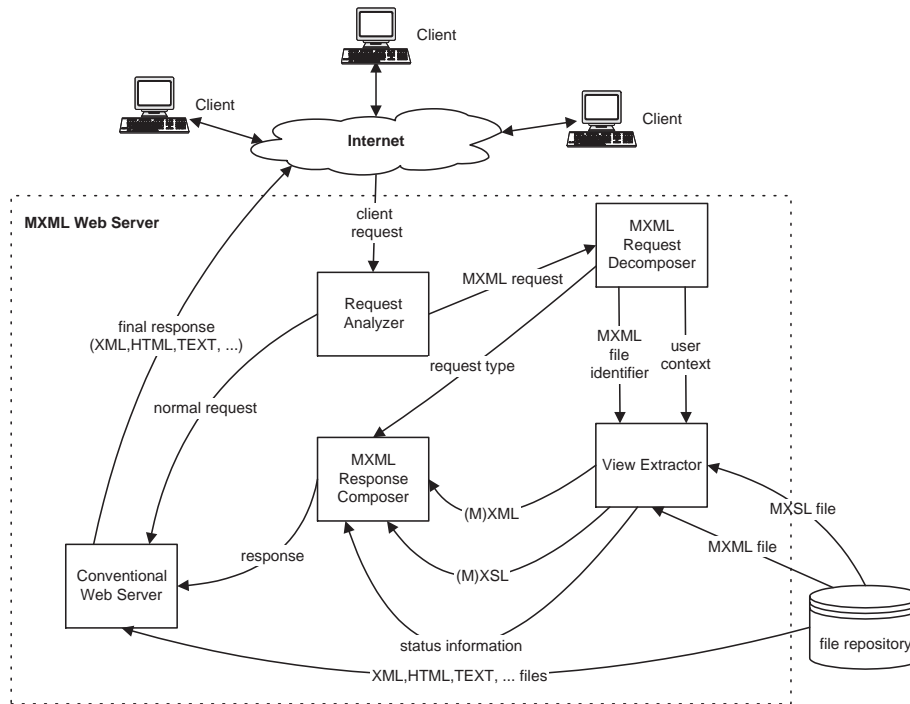 Client
Client
Client
Internet
MXML Web Server
client
request
MXML
Request
Decomposer
MXML request
Request
Analyzer
final response
(XML,HTML,TEXT, ...)
request type
MXML
file
identifier
user
context
normal request
MXML
Response
Composer
View Extractor
(M)XML
MXSL file
MXML file
response
(M)XSL
Conventional
Web Server
status information
file repository
XML,HTML,TEXT, ... files